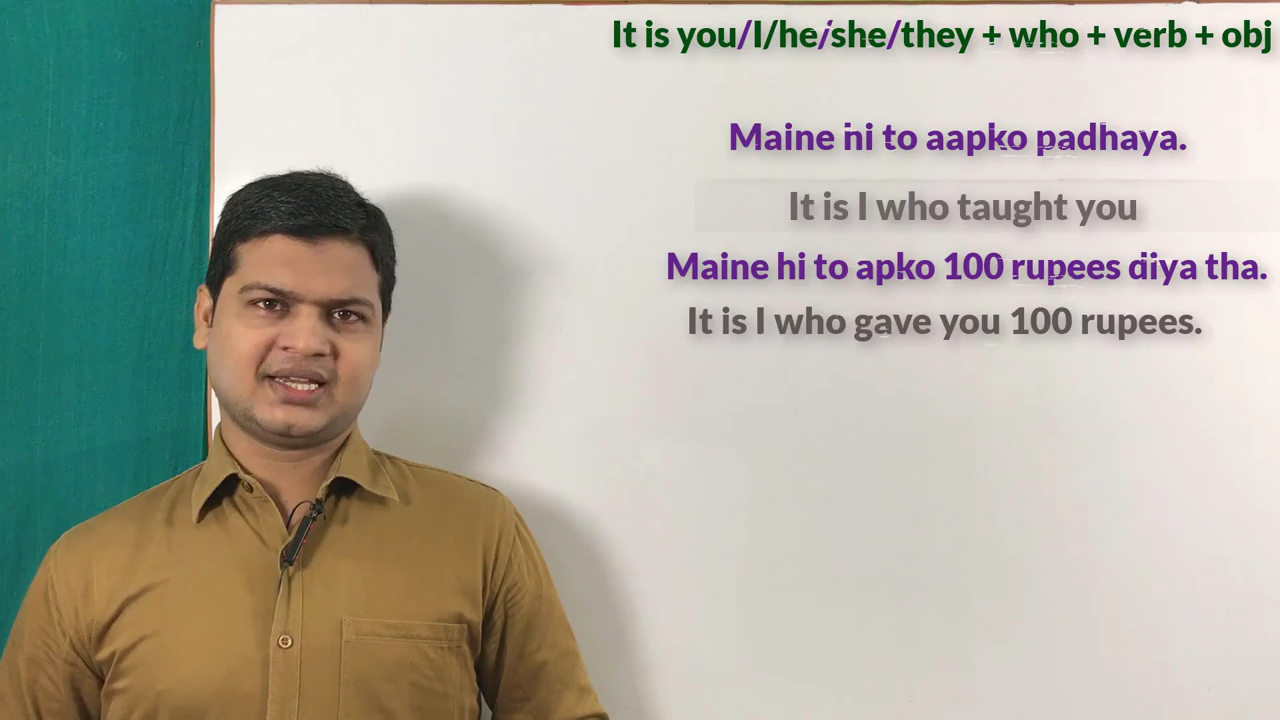 It is you/I/he/she/they + who + verb + obj
Maine hi to aapko padhaya.
It is I who taught you
Maine hi to apko 100 rupees diya tha.
It is I who gave you 100 rupees.